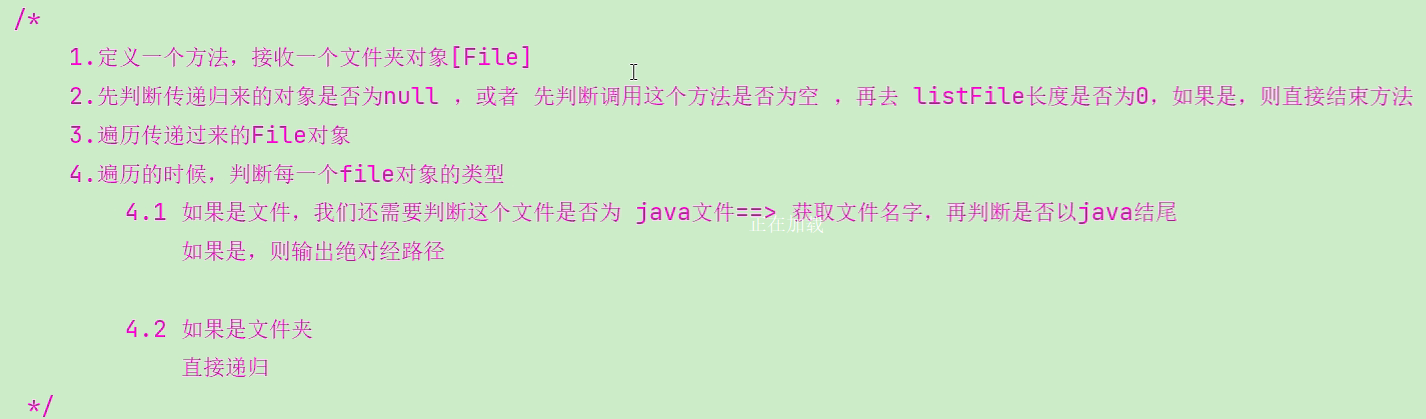 /*
1.定义一个方法，接收一个文件夹对象[File]
2.先判断传递归来的对象是否为null ，或者 先判断调用这个方法是否为空 ，再去 listFile长度是否为0，如果是，则直接结束方法
3.遍历传递过来的File对象
4.遍历的时候，判断每一个file对象的类型
4.1 如果是文件，我们还需要判断这个文件是否为 java文件==> 获取文件名字，再判断是否以java结尾
正在加载
如果是，则输出绝对经路径
4.2 如果是文件夹
直接递归
*/